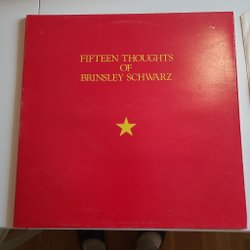 FIFTEEN THOUGHTS
OF
BRINSLEY SCHWARZ